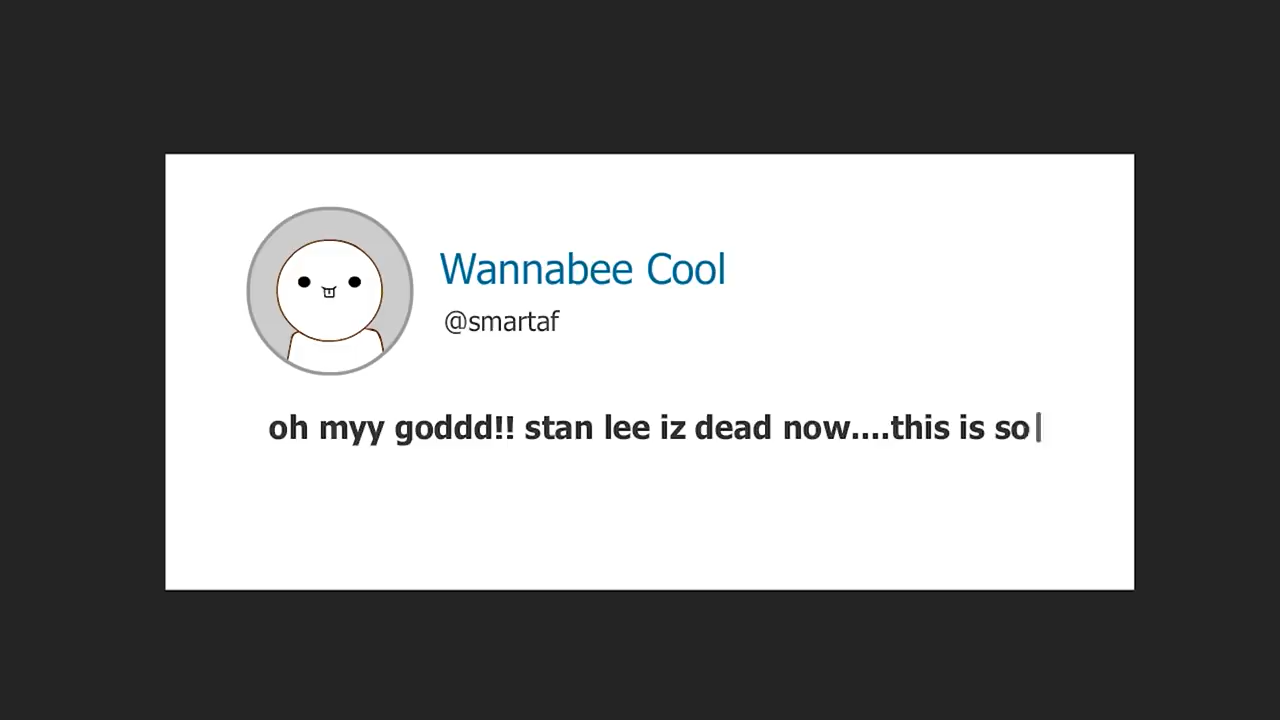 Wannabee Cool
@smartaf
oh myy goddd!! stan lee iz dead now....this is so